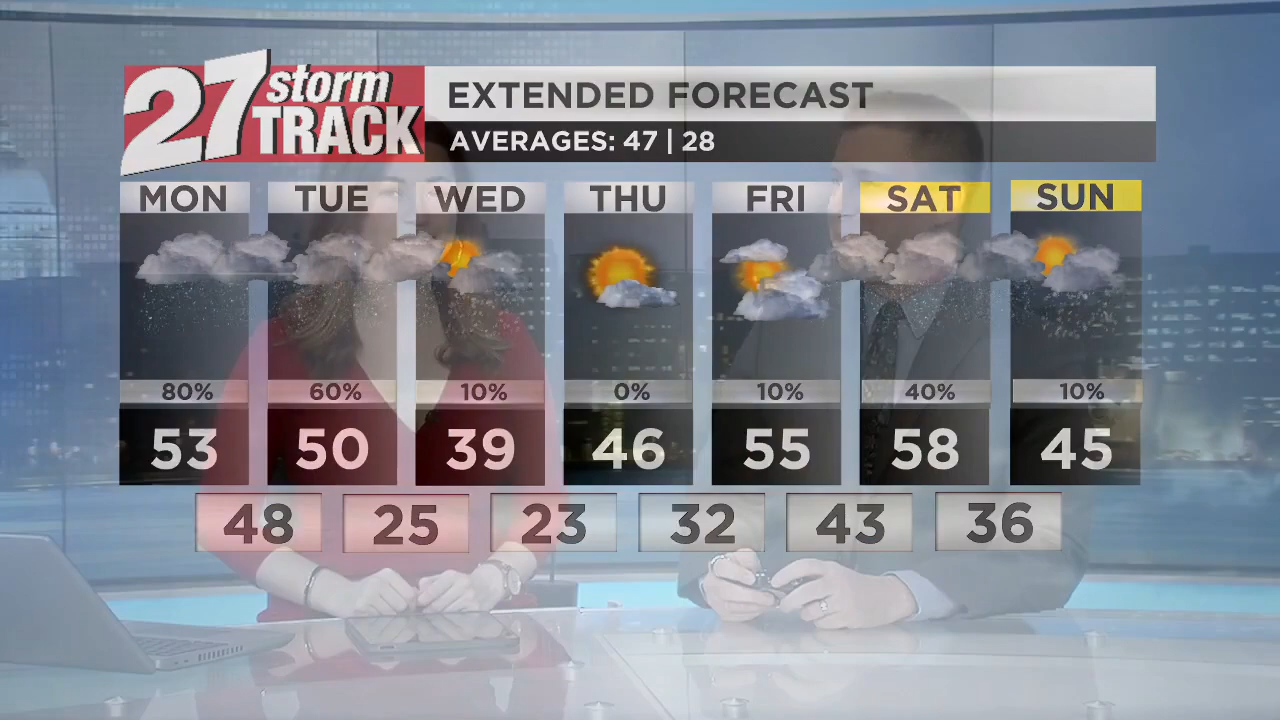 27 storm
TRACK
EXTENDED FORECAST
AVERAGES: 47 | 28
MON TUE WED THU FRI SAT SUN
80% 60% 10% 0% 10% 40% 10%
53 50 39 46 55 58 45
48 25 23 32 43 36